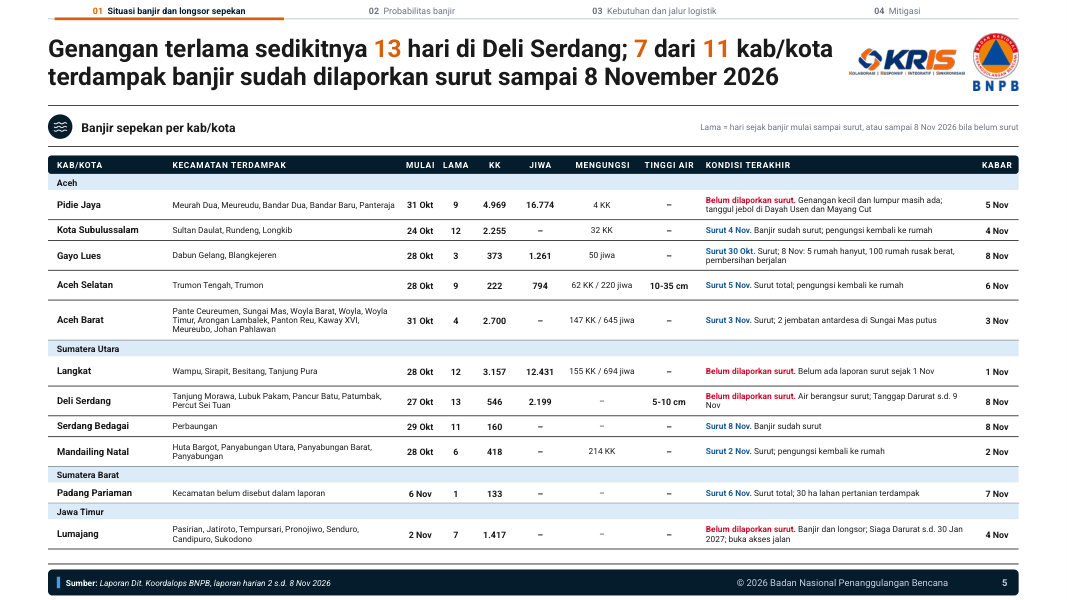 01 Situasi banjir dan longsor sepekan
02 Probabilitas banjir
03 Kebutuhan dan jalur logistik
04 Mitigasi
Genangan terlama sedikitnya 13 hari di Deli Serdang; 7 dari 11 kab/kota
terdampak banjir sudah dilaporkan surut sampai 8 November 2026
KRIS
KOLABORASI | RESPONSIF | INTEGRATIF | SINKRONISASI
BNPB
Banjir sepekan per kab/kota
Lama = hari sejak banjir mulai sampai surut, atau sampai 8 Nov 2026 bila belum surut
KAB/KOTA KECAMATAN TERDAMPAK MULAI LAMA KK JIWA MENGUNGSI TINGGI AIR KONDISI TERAKHIR KABAR
Aceh
Pidie Jaya Meurah Dua, Meureudu, Bandar Dua, Bandar Baru, Panteraja 31 Okt 9 4.969 16.774 4 KK – Belum dilaporkan surut. Genangan kecil dan lumpur masih ada;
tanggul jebol di Dayah Usen dan Mayang Cut 5 Nov
Kota Subulussalam Sultan Daulat, Rundeng, Longkib 24 Okt 12 2.255 – 32 KK – Surut 4 Nov. Banjir sudah surut; pengungsi kembali ke rumah 4 Nov
Gayo Lues Dabun Gelang, Blangkejeren 28 Okt 3 373 1.261 50 jiwa – Surut 30 Okt. Surut; 8 Nov: 5 rumah hanyut, 100 rumah rusak berat,
pembersihan berjalan 8 Nov
Aceh Selatan Trumon Tengah, Trumon 28 Okt 9 222 794 62 KK / 220 jiwa 10-35 cm Surut 5 Nov. Surut total; pengungsi kembali ke rumah 6 Nov
Aceh Barat Pante Ceureumen, Sungai Mas, Woyla Barat, Woyla, Woyla
Timur, Arongan Lambalek, Panton Reu, Kaway XVI,
Meureubo, Johan Pahlawan 31 Okt 4 2.700 – 147 KK / 645 jiwa – Surut 3 Nov. Surut; 2 jembatan antardesa di Sungai Mas putus 3 Nov
Sumatera Utara
Langkat Wampu, Sirapit, Besitang, Tanjung Pura 28 Okt 12 3.157 12.431 155 KK / 694 jiwa – Belum dilaporkan surut. Belum ada laporan surut sejak 1 Nov 1 Nov
Deli Serdang Tanjung Morawa, Lubuk Pakam, Pancur Batu, Patumbak,
Percut Sei Tuan 27 Okt 13 546 2.199 – 5-10 cm Belum dilaporkan surut. Air berangsur surut; Tanggap Darurat s.d. 9
Nov 8 Nov
Serdang Bedagai Perbaungan 29 Okt 11 160 – – – Surut 8 Nov. Banjir sudah surut 8 Nov
Mandailing Natal Huta Bargot, Panyabungan Utara, Panyabungan Barat,
Panyabungan 28 Okt 6 418 – 214 KK – Surut 2 Nov. Surut; pengungsi kembali ke rumah 2 Nov
Sumatera Barat
Padang Pariaman Kecamatan belum disebut dalam laporan 6 Nov 1 133 – – – Surut 6 Nov. Surut total; 30 ha lahan pertanian terdampak 7 Nov
Jawa Timur
Lumajang Pasirian, Jatiroto, Tempursari, Pronojiwo, Senduro,
Candipuro, Sukodono 2 Nov 7 1.417 – – – Belum dilaporkan surut. Banjir dan longsor; Siaga Darurat s.d. 30 Jan
2027; buka akses jalan 4 Nov
Sumber: Laporan Dit. Koordalops BNPB, laporan harian 2 s.d. 8 Nov 2026
© 2026 Badan Nasional Penanggulangan Bencana 5